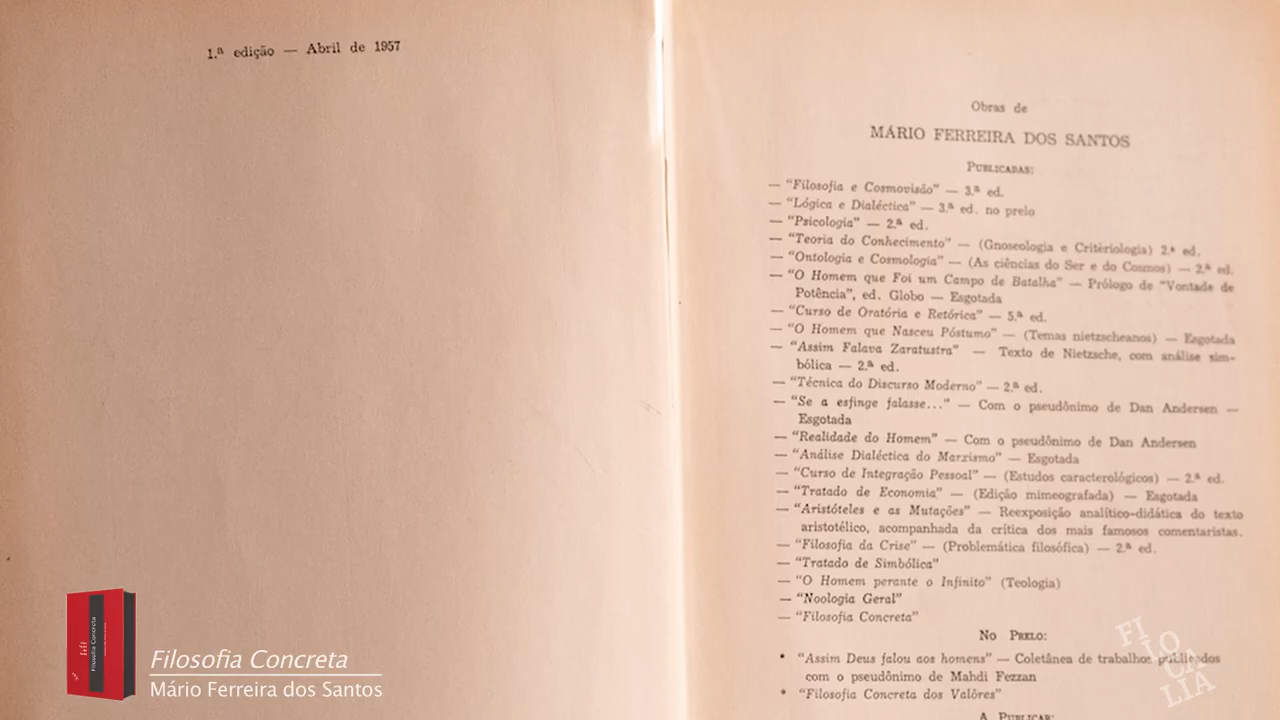 1.ª edição — Abril de 1957
Obras de
MÁRIO FERREIRA DOS SANTOS
PUBLICADAS:
— "Filosofia e Cosmovisão" — 3.ª ed.
— "Lógica e Dialéctica" — 3.ª ed. no prelo
— "Psicologia" — 2.ª ed.
— "Teoria do Conhecimento" — (Gnoseologia e Criteriologia) 2.ª ed.
— "Ontologia e Cosmologia" — (As ciências do Ser e do Cosmos) — 2.ª ed.
— "O Homem que Foi um Campo de Batalha" — Prólogo de "Vontade de
Potência", ed. Globo — Esgotada
— "Curso de Oratória e Retórica" — 5.ª ed.
— "O Homem que Nasceu Póstumo" — (Temas nietzscheanos) — Esgotada
— "Assim Falava Zaratustra" — Texto de Nietzsche, com análise sim-
bólica — 2.ª ed.
— "Técnica do Discurso Moderno" — 2.ª ed.
— "Se a esfinge falasse..." — Com o pseudônimo de Dan Andersen —
Esgotada
— "Realidade do Homem" — Com o pseudônimo de Dan Andersen
— "Análise Dialéctica do Marxismo" — Esgotada
— "Curso de Integração Pessoal" — (Estudos caracterológicos) — 2.ª ed.
— "Tratado de Economia" — (Edição mimeografada) — Esgotada
— "Aristóteles e as Mutações" — Reexposição analítico-didática do texto
aristotélico, acompanhada da crítica dos mais famosos comentaristas.
— "Filosofia da Crise" — (Problemática filosófica) — 2.ª ed.
— "Tratado de Simbólica"
— "O Homem perante o Infinito" (Teologia)
— "Noologia Geral"
— "Filosofia Concreta"
NO PRELO:
* "Assim Deus falou aos homens" — Coletânea de trabalhos publicados
com o pseudônimo de Mahdi Fezzan
* "Filosofia Concreta dos Valôres"
A PUBLICAR:
Filosofia Concreta
Filosofia Concreta
Mário Ferreira dos Santos
FI
LO
CA
LIA